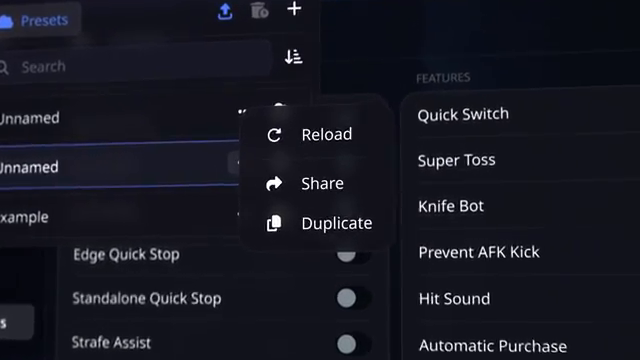 Presets
Search
Unnamed
Unnamed
xample
Reload
Share
Duplicate
Edge Quick Stop
Standalone Quick Stop
Strafe Assist
s
FEATURES
Quick Switch
Super Toss
Knife Bot
Prevent AFK Kick
Hit Sound
Automatic Purchase